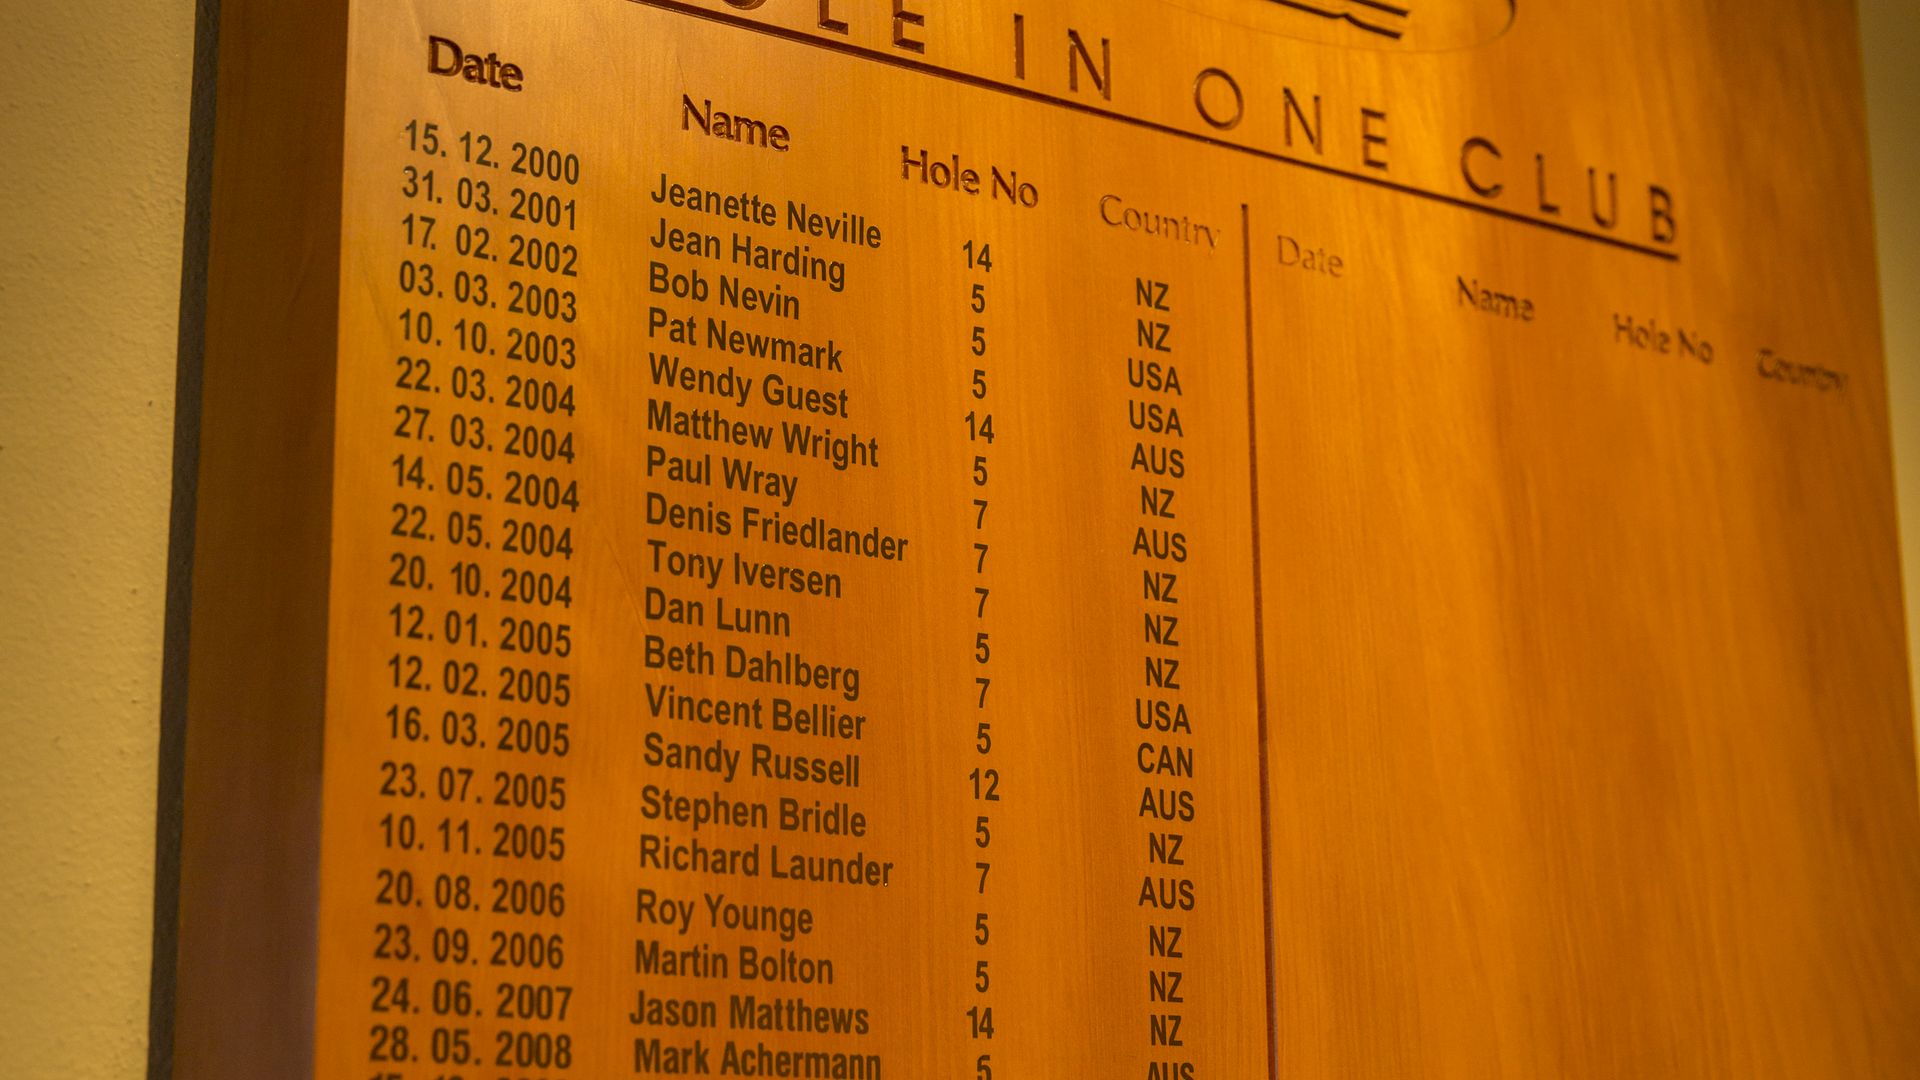 IN ONE CLUB
Date Name Hole No Country Date Name Hole No Country
15. 12. 2000 Jeanette Neville 14 NZ
31. 03. 2001 Jean Harding 5 NZ
17. 02. 2002 Bob Nevin 5 USA
03. 03. 2003 Pat Newmark 5 USA
10. 10. 2003 Wendy Guest 14 AUS
22. 03. 2004 Matthew Wright 5 NZ
27. 03. 2004 Paul Wray 7 AUS
14. 05. 2004 Denis Friedlander 7 NZ
22. 05. 2004 Tony Iversen 7 NZ
20. 10. 2004 Dan Lunn 5 NZ
12. 01. 2005 Beth Dahlberg 7 USA
12. 02. 2005 Vincent Bellier 5 CAN
16. 03. 2005 Sandy Russell 12 AUS
23. 07. 2005 Stephen Bridle 5 NZ
10. 11. 2005 Richard Launder 7 AUS
20. 08. 2006 Roy Younge 5 NZ
23. 09. 2006 Martin Bolton 5 NZ
24. 06. 2007 Jason Matthews 14 NZ
28. 05. 2008 Mark Achermann 5 AUS